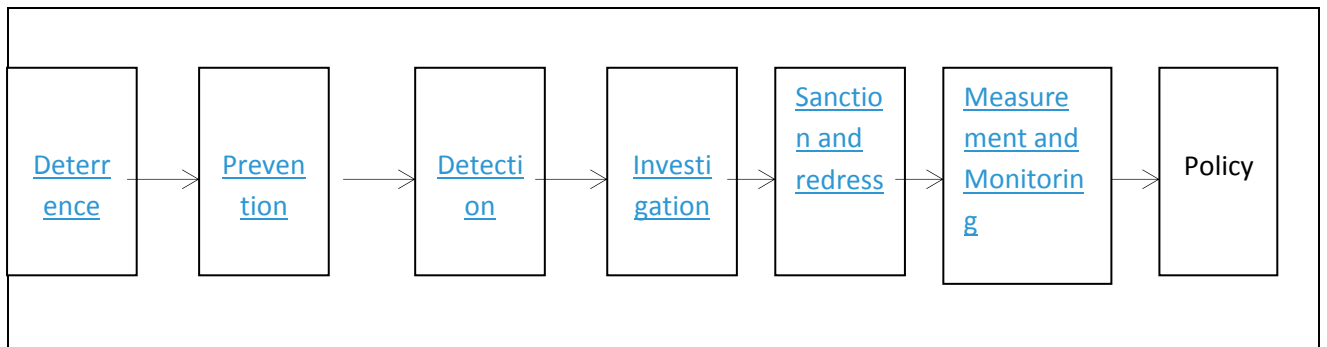 Deterr
ence
Preven
tion
Detecti
on
Investi
gation
Sanctio
n and
redress
Measure
ment and
Monitorin
g
Policy